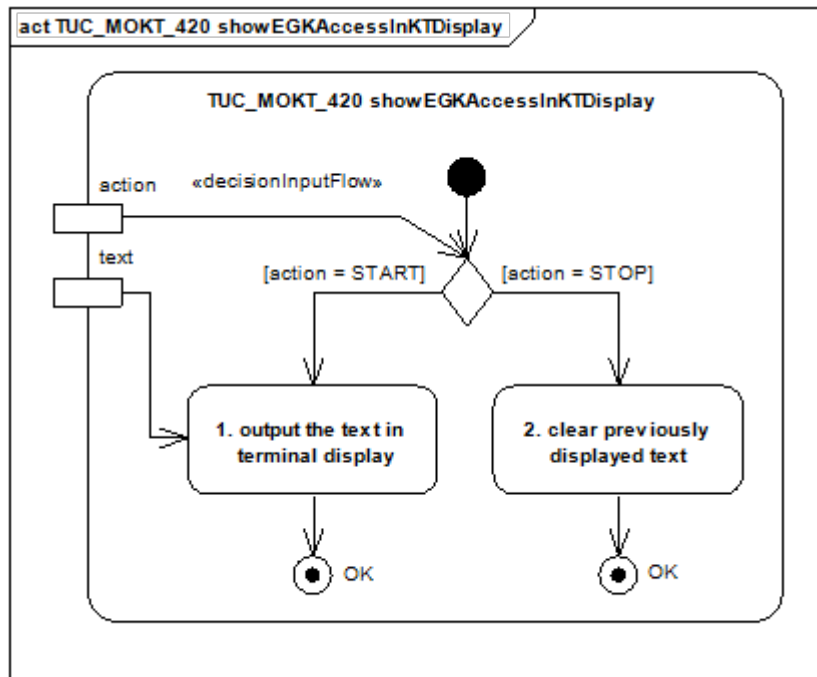 act TUC_MOKT_420 showEGKAccessInKTDisplay
TUC_MOKT_420 showEGKAccessInKTDisplay
action
«decisionInputFlow»
text
[action = START]
[action = STOP]
1. output the text in
terminal display
2. clear previously
displayed text
OK
OK